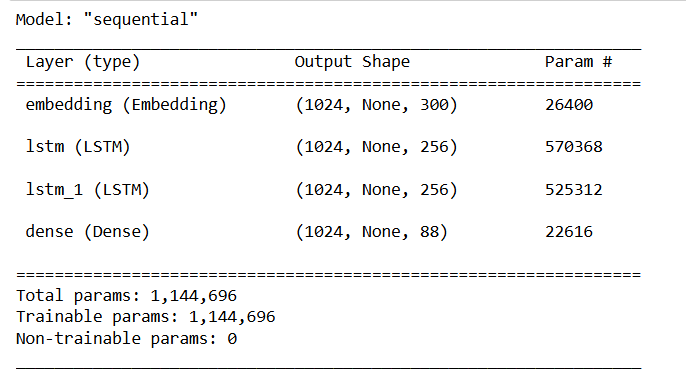 Model: "sequential"
_________________________________________________________________
Layer (type) Output Shape Param #
=================================================================
embedding (Embedding) (1024, None, 300) 26400
lstm (LSTM) (1024, None, 256) 570368
lstm_1 (LSTM) (1024, None, 256) 525312
dense (Dense) (1024, None, 88) 22616
=================================================================
Total params: 1,144,696
Trainable params: 1,144,696
Non-trainable params: 0
_________________________________________________________________